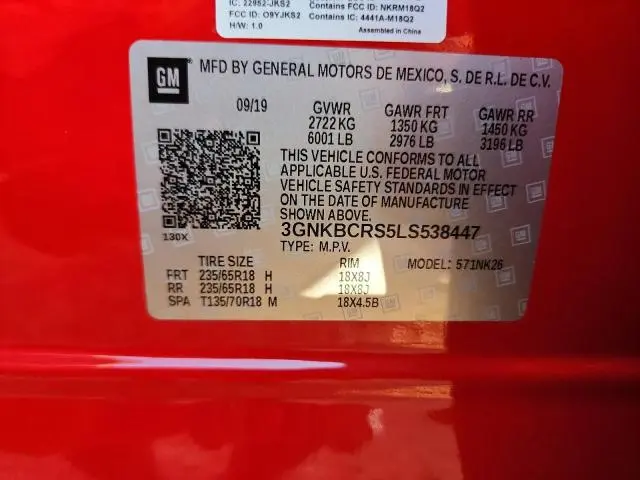 IC: 22952-JKS2
FCC ID: O9YJKS2
H/W: 1.0
Contains FCC ID: NKRM18Q2
Contains IC: 4441A-M18Q2
Assembled in China
GM
MFD BY GENERAL MOTORS DE MEXICO, S. DE R.L. DE C.V.
09/19 GVWR GAWR FRT GAWR RR
2722 KG 1350 KG 1450 KG
6001 LB 2976 LB 3196 LB
THIS VEHICLE CONFORMS TO ALL
APPLICABLE U.S. FEDERAL MOTOR
VEHICLE SAFETY STANDARDS IN EFFECT
ON THE DATE OF MANUFACTURE
SHOWN ABOVE.
130X
3GNKBCRS5LS538447
TYPE: M.P.V.
TIRE SIZE RIM MODEL: 571NK26
FRT 235/65R18 H 18X8J
RR 235/65R18 H 18X8J
SPA T135/70R18 M 18X4.5B